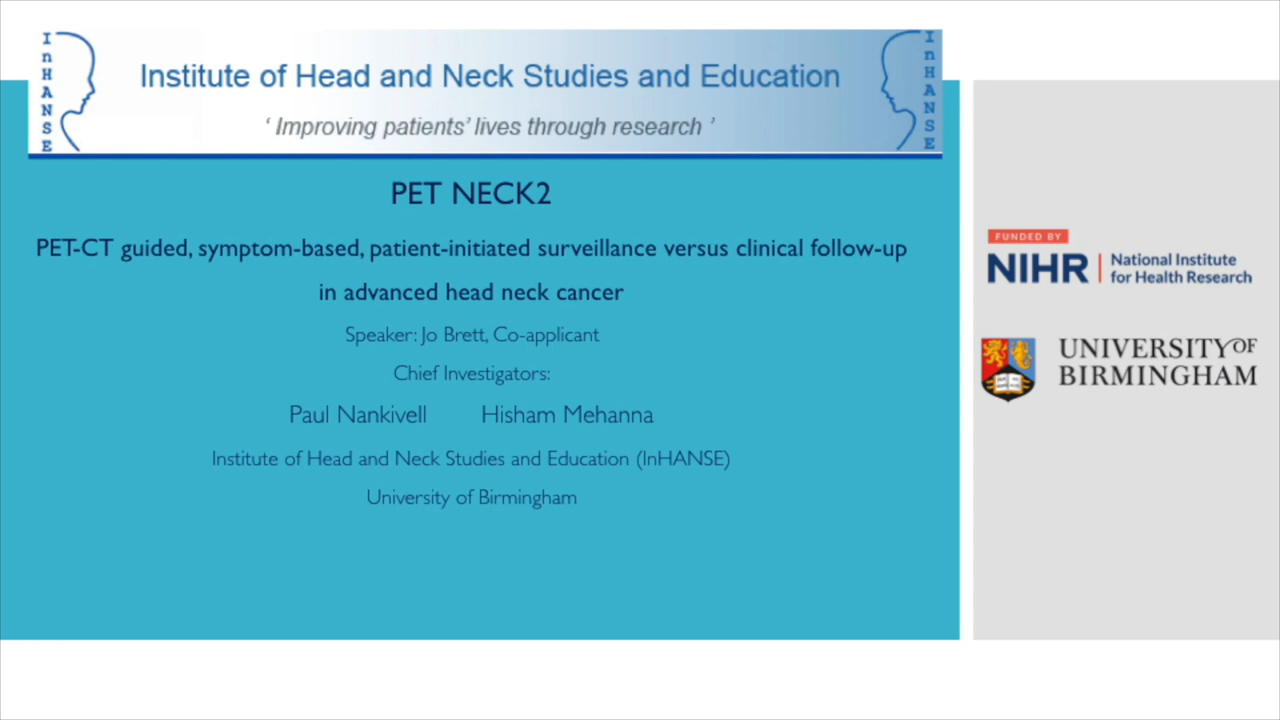 InHANSE
Institute of Head and Neck Studies and Education
‘ Improving patients’ lives through research ’
InHANSE
PET NECK2
PET-CT guided, symptom-based, patient-initiated surveillance versus clinical follow-up
in advanced head neck cancer
Speaker: Jo Brett, Co-applicant
Chief Investigators:
Paul Nankivell Hisham Mehanna
Institute of Head and Neck Studies and Education (InHANSE)
University of Birmingham
FUNDED BY
NIHR | National Institute
for Health Research
UNIVERSITY OF
BIRMINGHAM